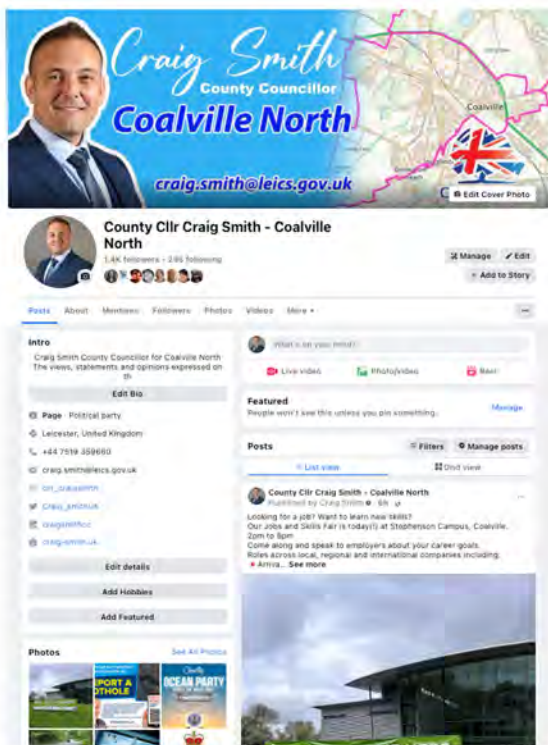 Craig Smith
County Councillor
Coalville North
craig.smith@leics.gov.uk
Coalville
Edit Cover Photo
County Cllr Craig Smith - Coalville
North
1.4K followers • 296 following
Manage
Edit
+ Add to Story
Posts About Mentions Followers Photos Videos More
Intro
Craig Smith County Councillor for Coalville North
The views, statements and opinions expressed on
th
Edit Bio
Page · Political party
Leicester, United Kingdom
+44 7519 359660
craig.smith@leics.gov.uk
cllr_craigsmith
Craig_smithuk
craigsmithcc
craig-smith.uk
Edit details
Add Hobbies
Add Featured
Photos
See All Photos
REPORT A
POTHOLE
Charity
OCEAN PARTY
What's on your mind?
Live video
Photo/video
Reel
Featured
People won't see this unless you pin something.
Manage
Posts
Filters
Manage posts
List view
Grid view
County Cllr Craig Smith - Coalville North
Published by Craig Smith
Looking for a job? Want to learn new skills?
Our Jobs and Skills Fair is today(!) at Stephenson Campus, Coalville.
2pm to 8pm
Come along and speak to employers about your career goals.
Roles across local, regional and international companies including:
Arriva... See more